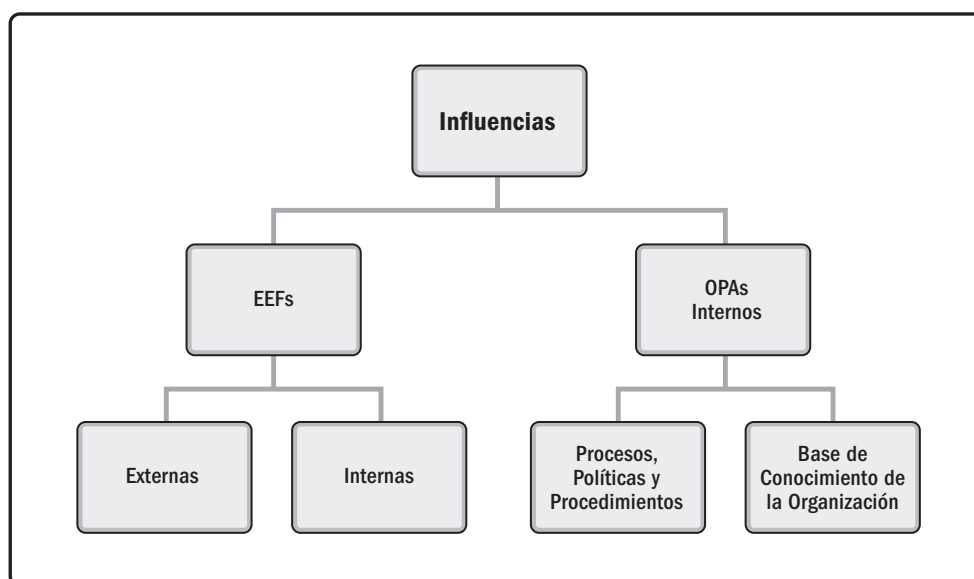 Influencias
EEFs
OPAs
Internos
Externas
Internas
Procesos,
Políticas y
Procedimientos
Base de
Conocimiento de
la Organización